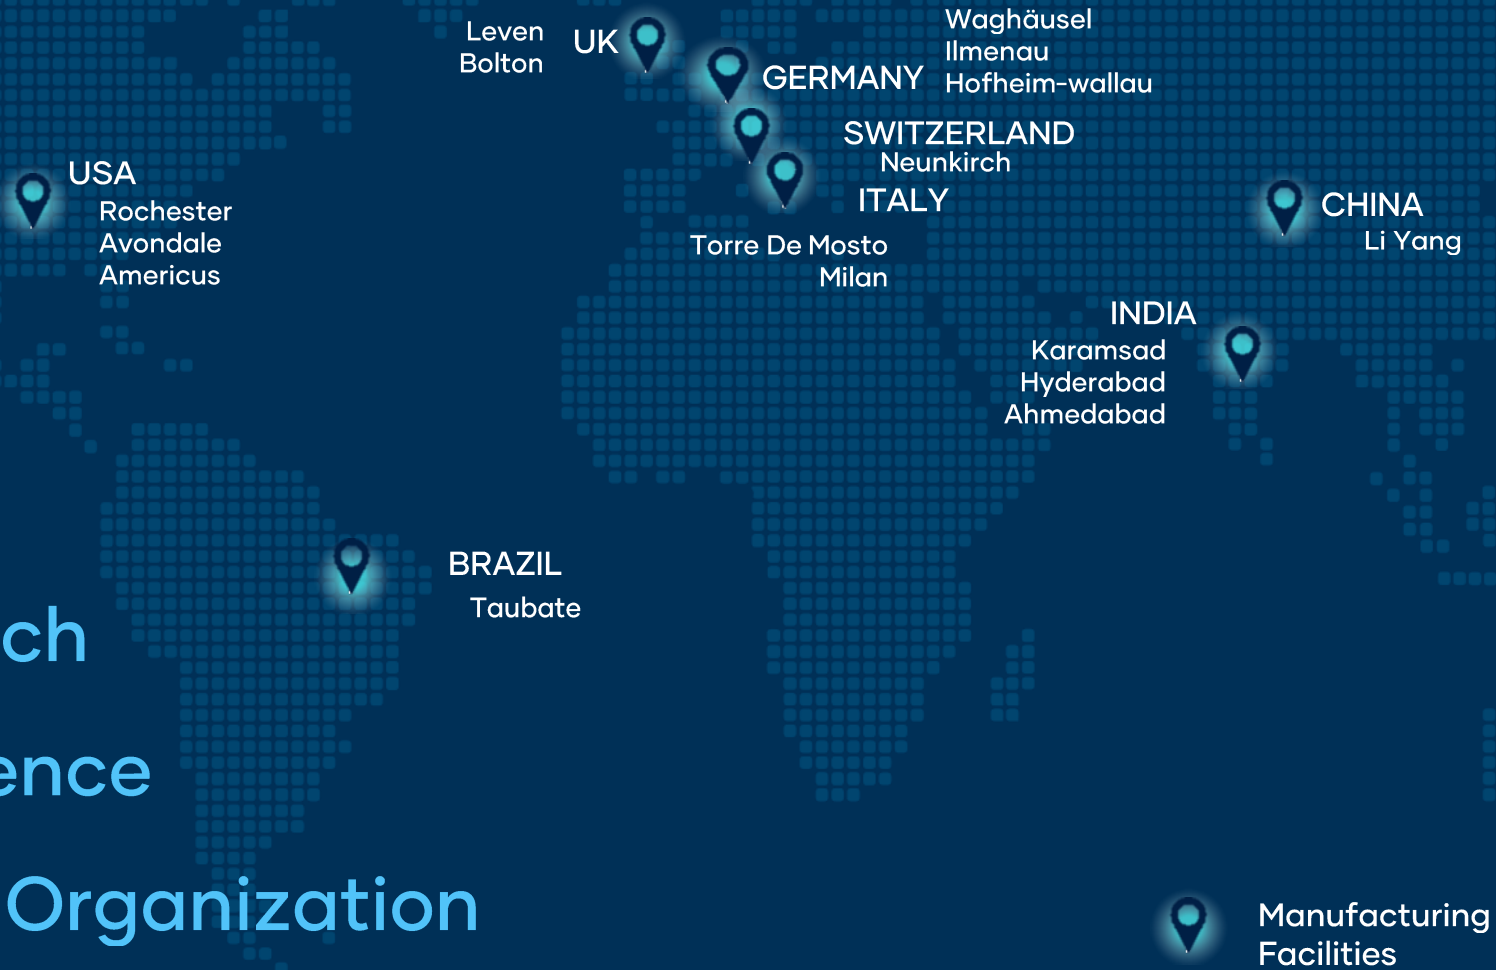 Leven
Bolton
UK
Waghäusel
Ilmenau
Hofheim-wallau
GERMANY
SWITZERLAND
Neunkirch
ITALY
Torre De Mosto
Milan
USA
Rochester
Avondale
Americus
CHINA
Li Yang
INDIA
Karamsad
Hyderabad
Ahmedabad
BRAZIL
Taubate
ch
ence
Organization
Manufacturing
Facilities